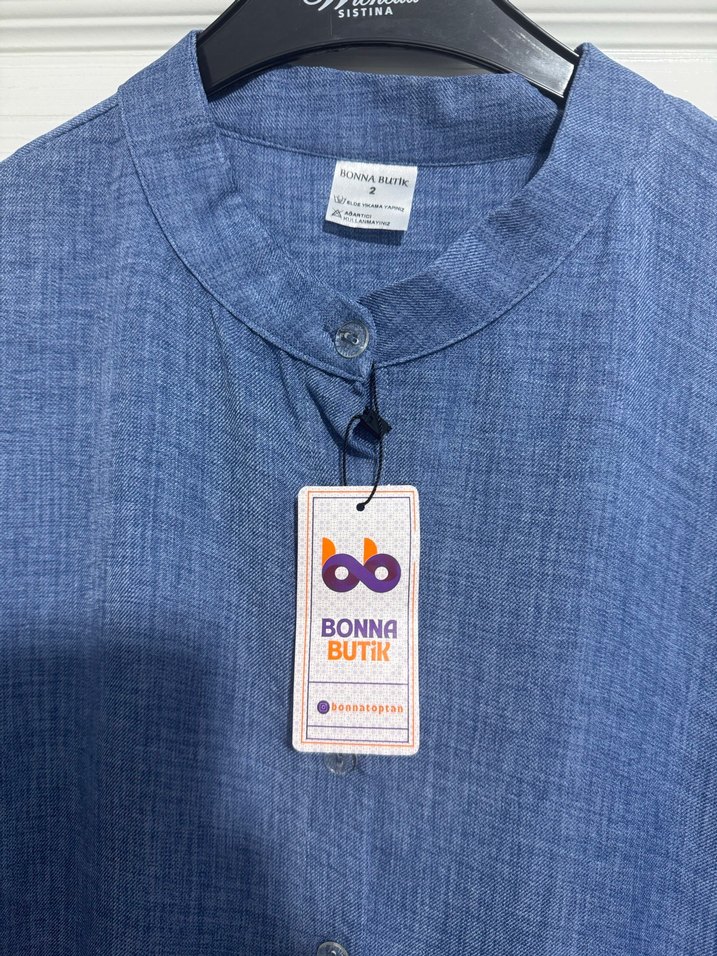 SISTINA
BONNA BUTİK
2
ELDE YIKAMA YAPINIZ
AĞARTICI
KULLANMAYINIZ
BONNA
BUTİK
bonnatoptan